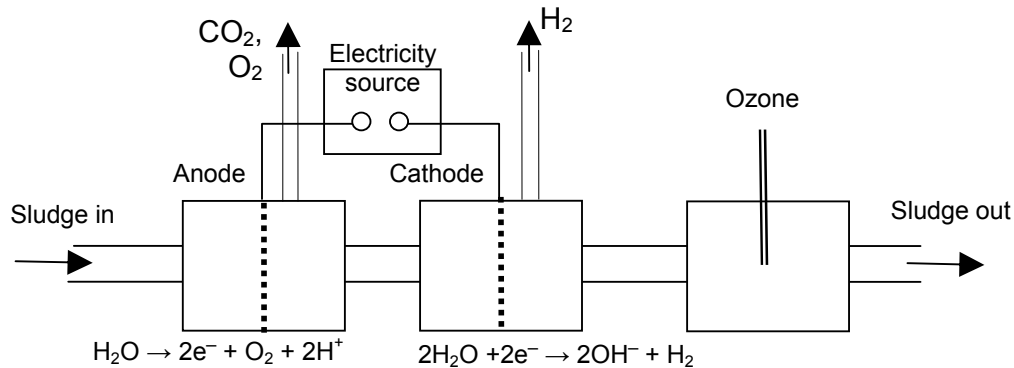 CO₂,
O₂
H₂
Electricity
source
Ozone
Anode
Cathode
Sludge in
Sludge out
H₂O → 2e⁻ + O₂ + 2H⁺
2H₂O +2e⁻ → 2OH⁻ + H₂